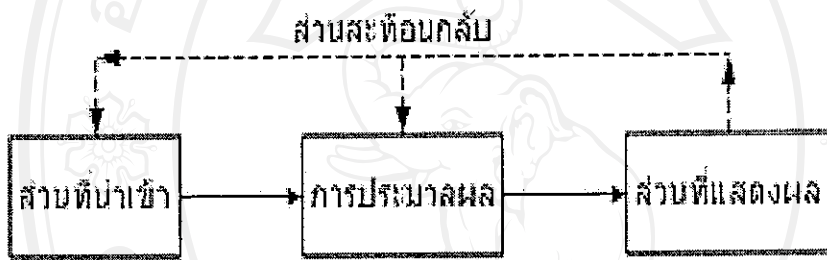 ส่วนสะท้อนกลับ
ส่วนที่นำเข้า
การประมวลผล
ส่วนที่แสดงผล